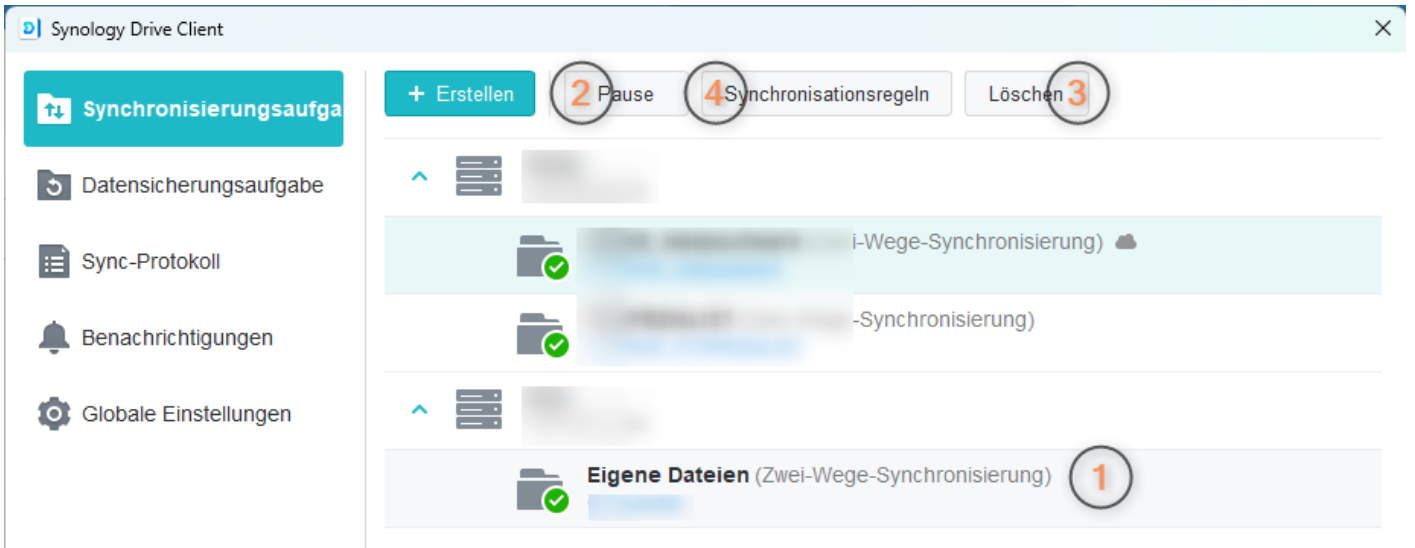 Synology Drive Client
+ Erstellen
2 Pause
4 Synchronisationsregeln
Löschen 3
Synchronisierungsaufga
Datensicherungsaufgabe
Sync-Protokoll
Benachrichtigungen
Globale Einstellungen
i-Wege-Synchronisierung)
-Synchronisierung)
Eigene Dateien (Zwei-Wege-Synchronisierung) 1